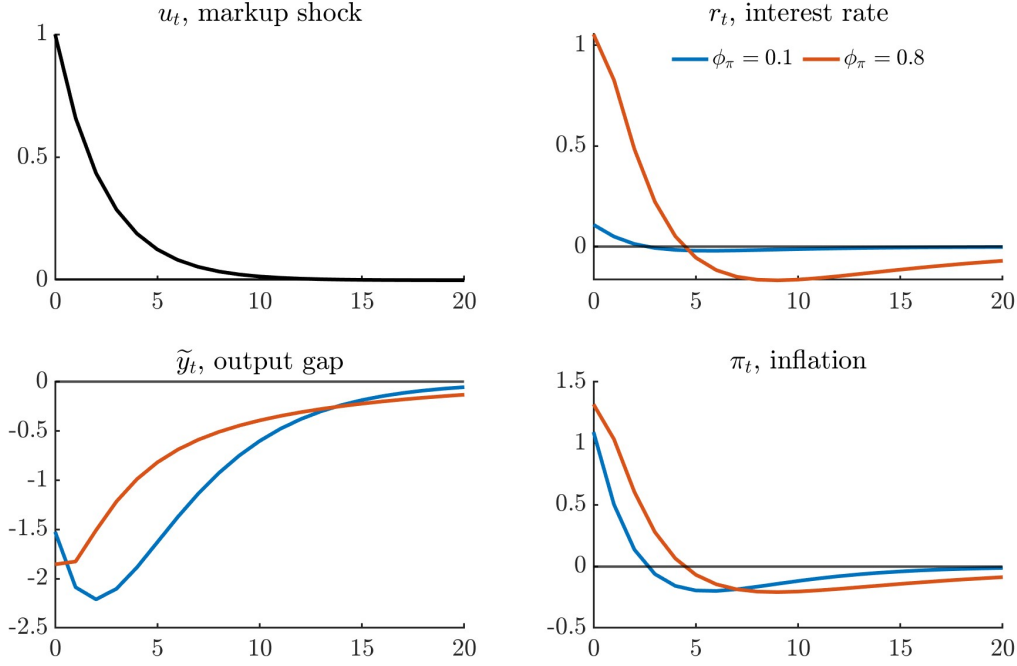 u_t, markup shock
1
0.5
0
0 5 10 15 20
r_t, interest rate
ϕ_π = 0.1 ϕ_π = 0.8
1
0.5
0
0 5 10 15 20
ỹ_t, output gap
0
-0.5
-1
-1.5
-2
-2.5
0 5 10 15 20
π_t, inflation
1.5
1
0.5
0
-0.5
0 5 10 15 20